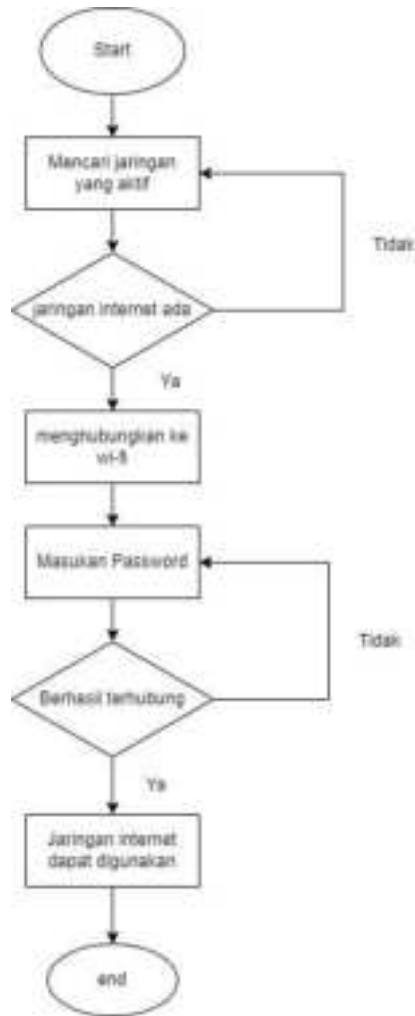 Start
Mencari jaringan
yang aktif
Tidak
jaringan internet ada
Ya
menghubungkan ke
wi-fi
Masukan Password
Tidak
Berhasil terhubung
Ya
Jaringan internet
dapat digunakan
end